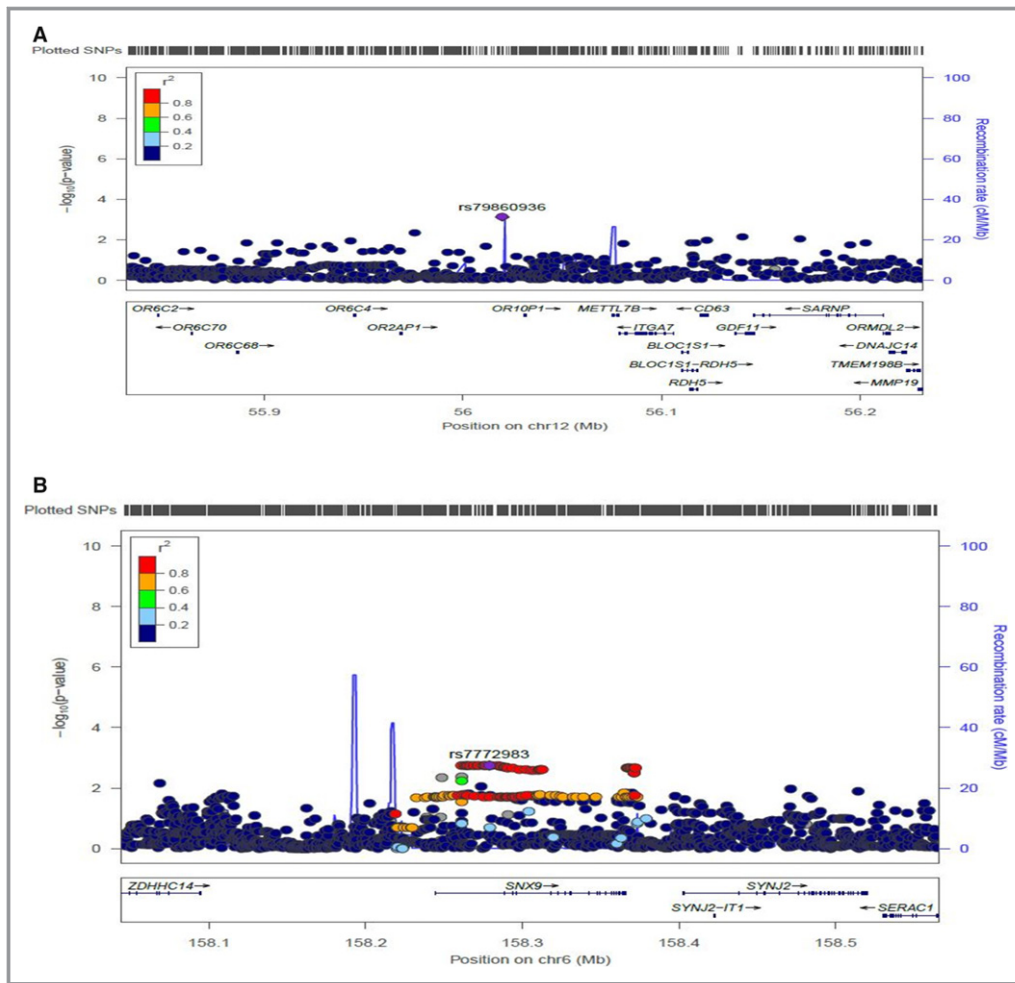 A
Plotted SNPs
r²
0.8
0.6
0.4
0.2
10
8
6
4
2
0
−log₁₀(p−value)
100
80
60
40
20
0
Recombination rate (cM/Mb)
rs79860936
OR6C2→ OR6C4→ OR10P1→ METTL7B→ ←CD63 ←SARNP
←OR6C70 OR2AP1→ ←ITGA7 GDF11→ ORMDL2→
OR6C68→ BLOC1S1→ ←DNAJC14
BLOC1S1−RDH5→ TMEM198B→
RDH5→ ←MMP19
55.9 56 56.1 56.2
Position on chr12 (Mb)
B
Plotted SNPs
r²
0.8
0.6
0.4
0.2
10
8
6
4
2
0
−log₁₀(p−value)
100
80
60
40
20
0
Recombination rate (cM/Mb)
rs7772983
ZDHHC14→ SNX9→ SYNJ2→
SYNJ2−IT1→ ←SERAC1
158.1 158.2 158.3 158.4 158.5
Position on chr6 (Mb)